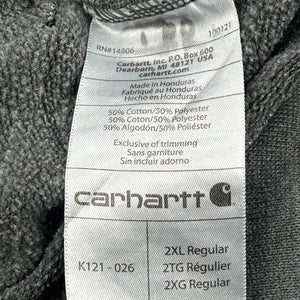 RN#14806 100121
Carhartt, Inc. P.O. Box 600
Dearborn, MI 48121 USA
carhartt.com
Made in Honduras
Fabriqué au Honduras
Hecho en Honduras
50% Cotton/50% Polyester
50% Coton/50% Polyester
50% Algodón/50% Poliéster
Exclusive of trimming
Sans garniture
Sin incluir adorno
carhartt
K121 - 026
2XL Regular
2TG Régulier
2XG Regular